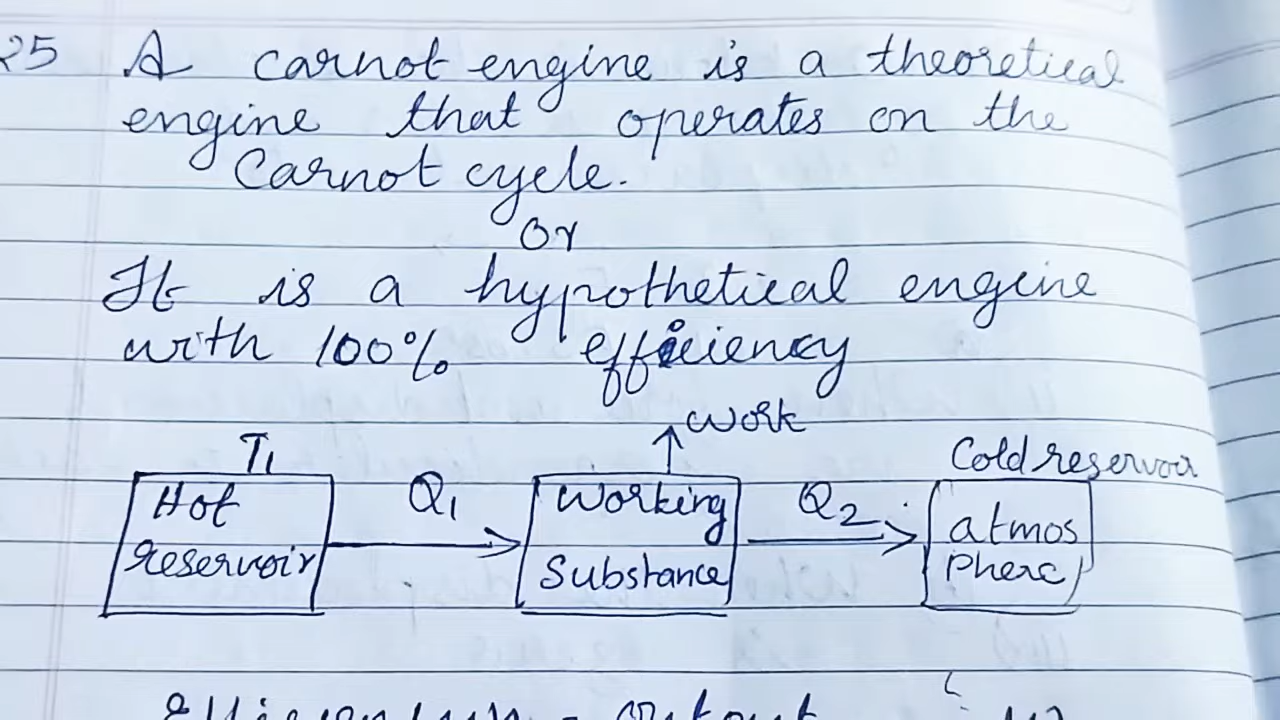 25 A carnot engine is a theoretical
engine that operates on the
Carnot cycle.
Or
It is a hypothetical engine
with 100% efficiency
Work
T1
Cold reservoir
Hot
reservoir
Q1
Working
Substance
Q2
atmos
Phere
output